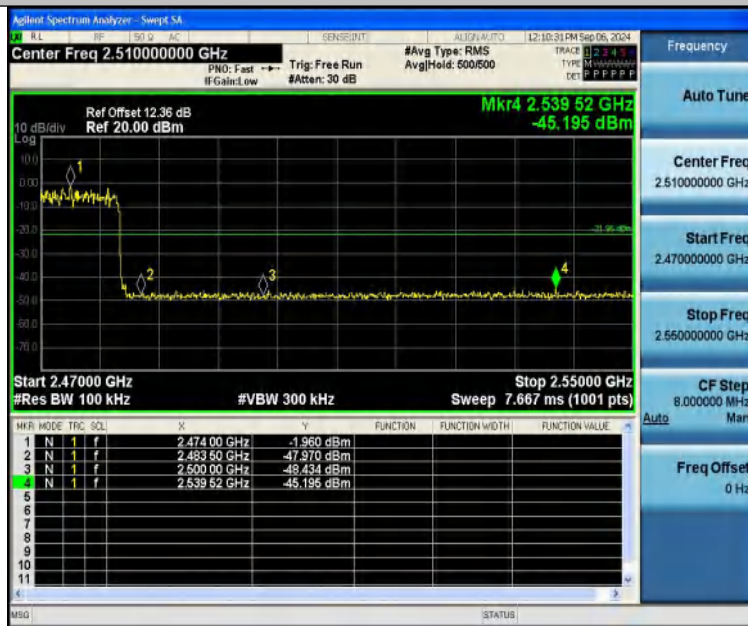 Agilent Spectrum Analyzer - Swept SA
RL RF 50 Ω AC SENSE:INT ALIGN AUTO 12:10:31 PM Sep 06, 2024
Center Freq 2.510000000 GHz
PNO: Fast
IFGain:Low
Trig: Free Run
#Atten: 30 dB
#Avg Type: RMS
Avg|Hold: 500/500
TRACE 1 2 3 4 5
TYPE M
DET P P P P P P
Mkr4 2.539 52 GHz
-45.195 dBm
Ref Offset 12.36 dB
10 dB/div Ref 20.00 dBm
Log
10.0
0.00
-10.0
-20.0
-30.0
-40.0
-50.0
-60.0
-70.0
1
2
3
4
-21.96 dBm
Start 2.47000 GHz Stop 2.55000 GHz
#Res BW 100 kHz #VBW 300 kHz Sweep 7.667 ms (1001 pts)
MKR MODE TRC SCL X Y FUNCTION FUNCTION WIDTH FUNCTION VALUE
1 N 1 f 2.474 00 GHz -1.960 dBm
2 N 1 f 2.483 50 GHz -47.970 dBm
3 N 1 f 2.500 00 GHz -48.434 dBm
4 N 1 f 2.539 52 GHz -45.195 dBm
5
6
7
8
9
10
11
MSG STATUS
Frequency
Auto Tune
Center Freq
2.510000000 GHz
Start Freq
2.470000000 GHz
Stop Freq
2.550000000 GHz
CF Step
8.000000 MHz
Auto Man
Freq Offset
0 Hz